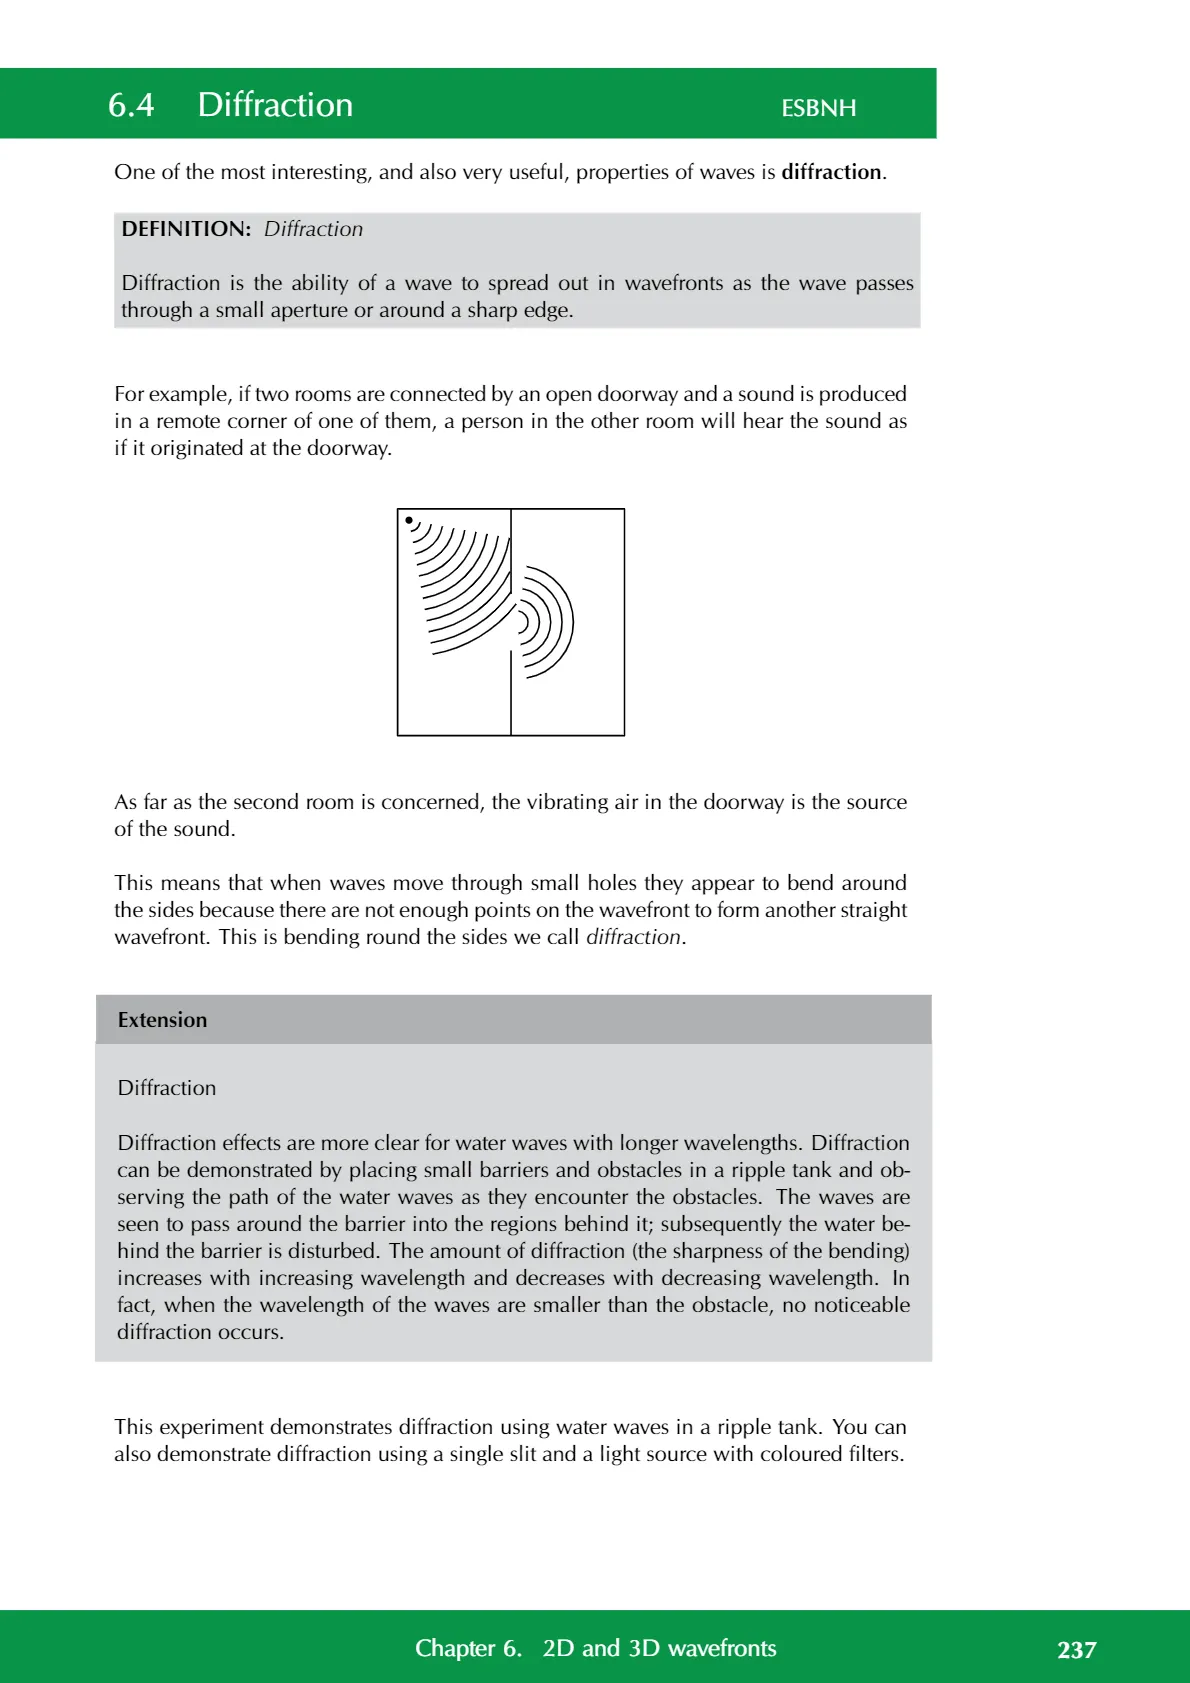 6.4 Diffraction ESBNH
One of the most interesting, and also very useful, properties of waves is diffraction.
DEFINITION: Diffraction
Diffraction is the ability of a wave to spread out in wavefronts as the wave passes
through a small aperture or around a sharp edge.
For example, if two rooms are connected by an open doorway and a sound is produced
in a remote corner of one of them, a person in the other room will hear the sound as
if it originated at the doorway.
As far as the second room is concerned, the vibrating air in the doorway is the source
of the sound.
This means that when waves move through small holes they appear to bend around
the sides because there are not enough points on the wavefront to form another straight
wavefront. This is bending round the sides we call diffraction.
Extension
Diffraction
Diffraction effects are more clear for water waves with longer wavelengths. Diffraction
can be demonstrated by placing small barriers and obstacles in a ripple tank and ob-
serving the path of the water waves as they encounter the obstacles. The waves are
seen to pass around the barrier into the regions behind it; subsequently the water be-
hind the barrier is disturbed. The amount of diffraction (the sharpness of the bending)
increases with increasing wavelength and decreases with decreasing wavelength. In
fact, when the wavelength of the waves are smaller than the obstacle, no noticeable
diffraction occurs.
This experiment demonstrates diffraction using water waves in a ripple tank. You can
also demonstrate diffraction using a single slit and a light source with coloured filters.
Chapter 6. 2D and 3D wavefronts 237